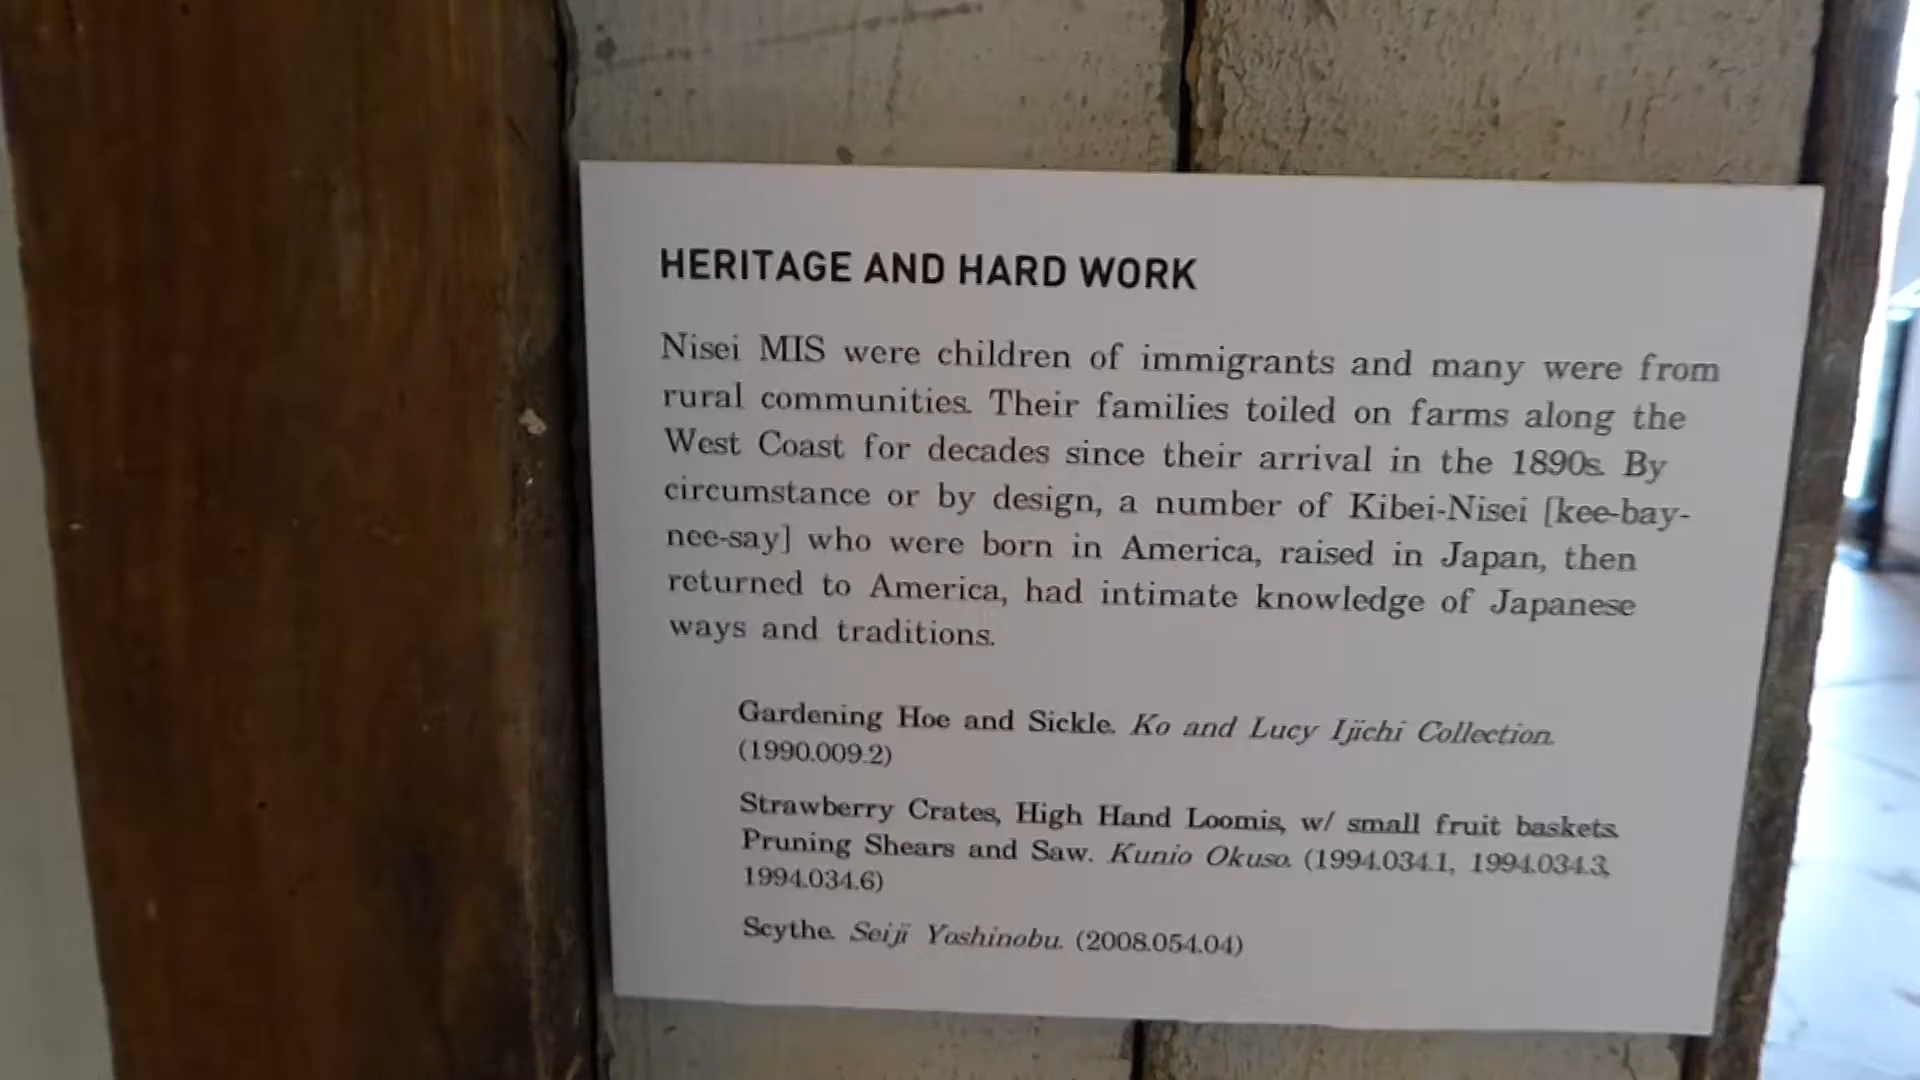 HERITAGE AND HARD WORK
Nisei MIS were children of immigrants and many were from
rural communities. Their families toiled on farms along the
West Coast for decades since their arrival in the 1890s. By
circumstance or by design, a number of Kibei-Nisei [kee-bay-
nee-say] who were born in America, raised in Japan, then
returned to America, had intimate knowledge of Japanese
ways and traditions.
Gardening Hoe and Sickle. Ko and Lucy Ijichi Collection.
(1990.009.2)
Strawberry Crates, High Hand Loomis, w/ small fruit baskets.
Pruning Shears and Saw. Kunio Okuso. (1994.034.1, 1994.034.3,
1994.034.6)
Scythe. Seiji Yoshinobu. (2008.054.04)